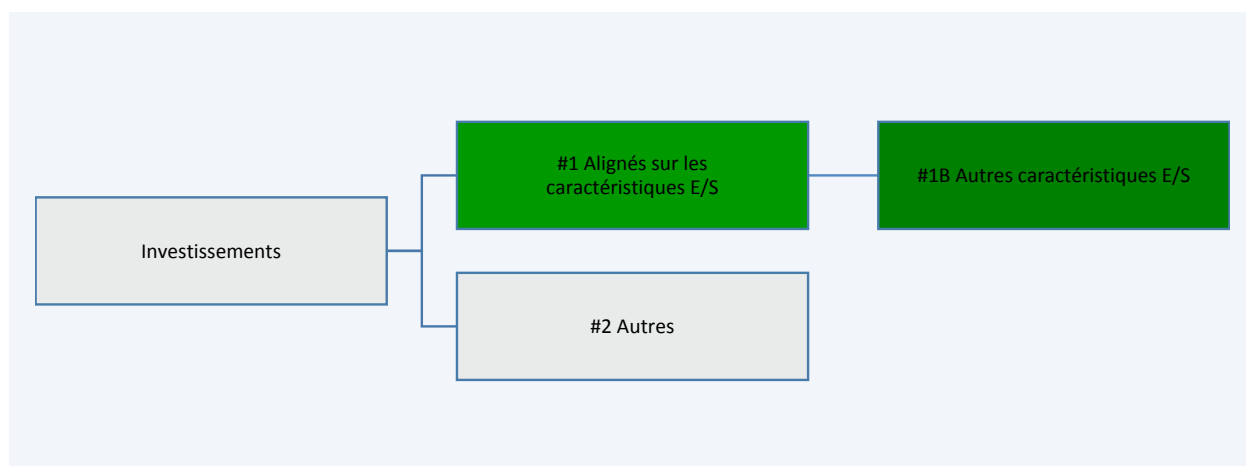 #1 Alignés sur les
caractéristiques E/S
#1B Autres caractéristiques E/S
Investissements
#2 Autres